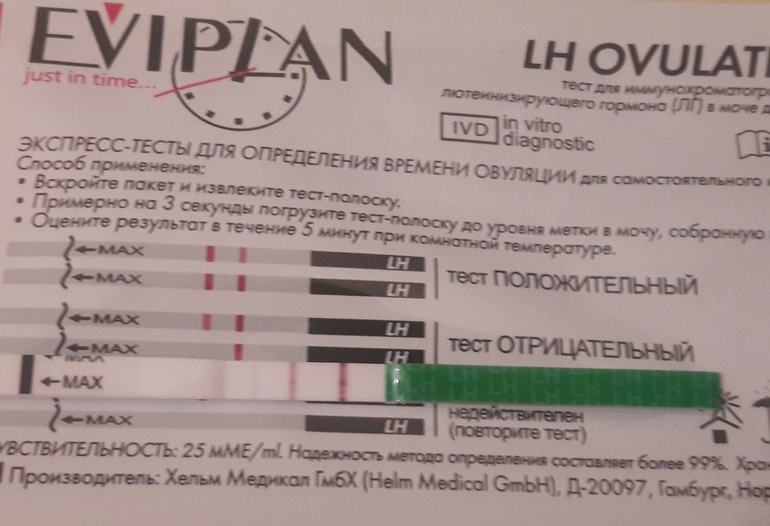 EVIPLAN
just in time...
LH OVULATI
тест для иммунохроматогр
лютеинизирующего гормона (ЛГ) в моче д
IVD in vitro
diagnostic
ЭКСПРЕСС-ТЕСТЫ ДЛЯ ОПРЕДЕЛЕНИЯ ВРЕМЕНИ ОВУЛЯЦИИ для самостоятельного
Способ применения:
• Вскройте пакет и извлеките тест-полоску.
• Примерно на 3 секунды погрузите тест-полоску до уровня метки в мочу, собранную
• Оцените результат в течение 5 минут при комнатной температуре.
←MAX LH
←MAX LH
тест ПОЛОЖИТЕЛЬНЫЙ
←MAX LH
←MAX LH
тест ОТРИЦАТЕЛЬНЫЙ
←MAX
←MAX LH
недействителен
(повторите тест)
УВСТВИТЕЛЬНОСТЬ: 25 мМЕ/ml. Надежность метода определения составляет более 99%. Хран
Производитель: Хельм Медикал ГмбХ (Helm Medical GmbH), Д-20097, Гамбург, Нор